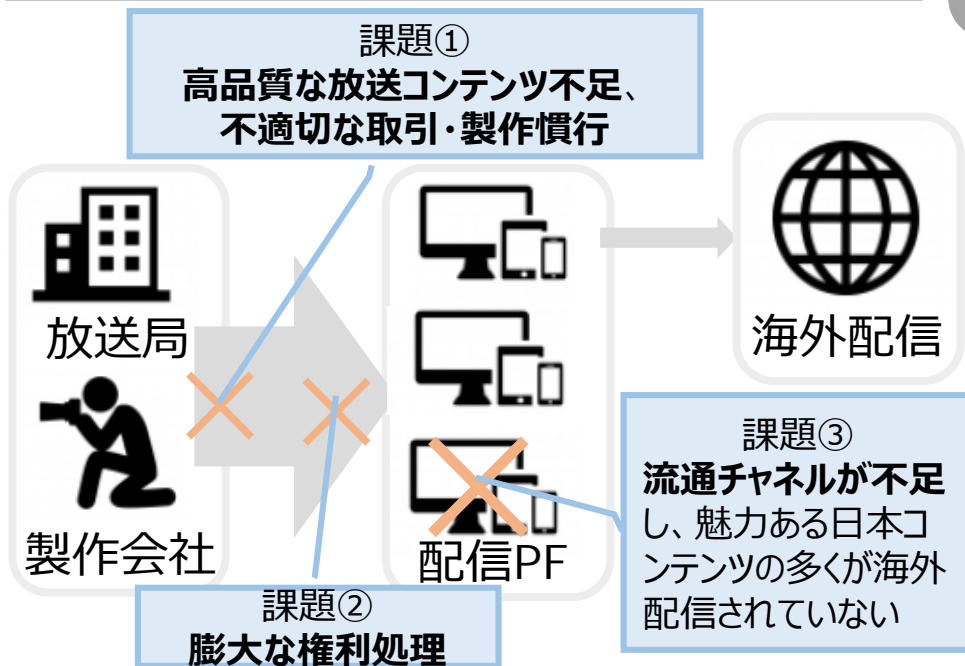 課題①
高品質な放送コンテンツ不足、
不適切な取引・製作慣行
放送局
製作会社
配信PF
海外配信
課題②
膨大な権利処理
課題③
流通チャネルが不足
し、魅力ある日本コ
ンテンツの多くが海外
配信されていない